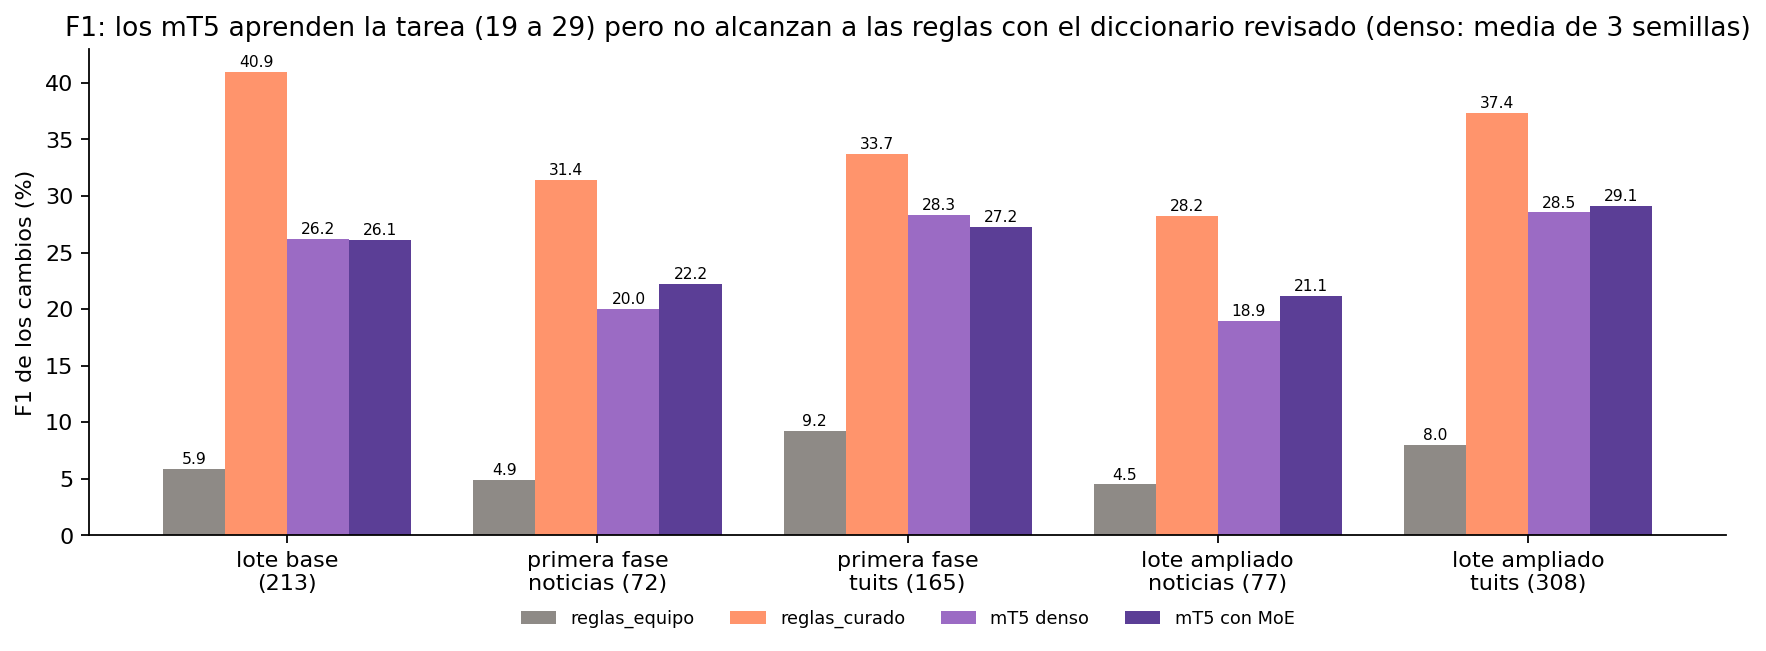 F1: los mT5 aprenden la tarea (19 a 29) pero no alcanzan a las reglas con el diccionario revisado (denso: media de 3 semillas)
F1 de los cambios (%)
40
35
30
25
20
15
10
5
0
5.9
40.9
26.2
26.1
4.9
31.4
20.0
22.2
9.2
33.7
28.3
27.2
4.5
28.2
18.9
21.1
8.0
37.4
28.5
29.1
lote base
(213)
primera fase
noticias (72)
primera fase
tuits (165)
lote ampliado
noticias (77)
lote ampliado
tuits (308)
reglas_equipo
reglas_curado
mT5 denso
mT5 con MoE